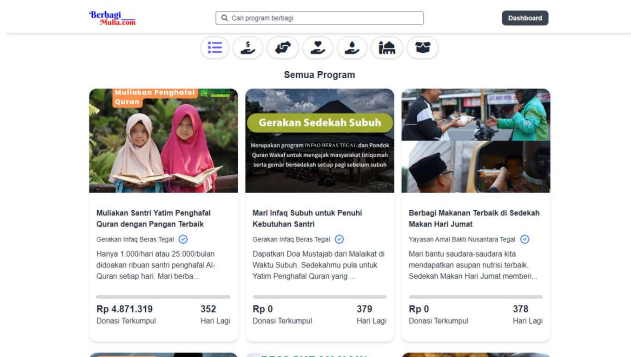 Berbagi
Mulia.com
Cari program berbagi
Dashboard
Semua Program
Muliakan Penghafal
Quran
Gerakan Sedekah Subuh
Merupakan program INFAQ BERAS TEGAL dan Pondok
Quran Wakaf untuk mengajak masyarakat Istiqomah
serta gemar bersedekah setiap pagi sebelum subuh
Muliakan Santri Yatim Penghafal
Quran dengan Pangan Terbaik
Gerakan Infaq Beras Tegal
Hanya 1.000/hari atau 25.000/bulan
didoakan ribuan santri penghafal Al-
Quran setiap hari. Mari berba...
Rp 4.871.319
352
Donasi Terkumpul
Hari Lagi
Mari Infaq Subuh untuk Penuhi
Kebutuhan Santri
Gerakan Infaq Beras Tegal
Dapatkan Doa Mustajab dari Malaikat di
Waktu Subuh. Sedekahmu pula untuk
Yatim Penghafal Quran yang ...
Rp 0
379
Donasi Terkumpul
Hari Lagi
Berbagi Makanan Terbaik di Sedekah
Makan Hari Jumat
Yayasan Amal Bakti Nusantara Tegal
Mari bantu saudara-saudara kita
mendapatkan asupan nutrisi terbaik.
Sedekah Makan Hari Jumat memberi...
Rp 0
378
Donasi Terkumpul
Hari Lagi